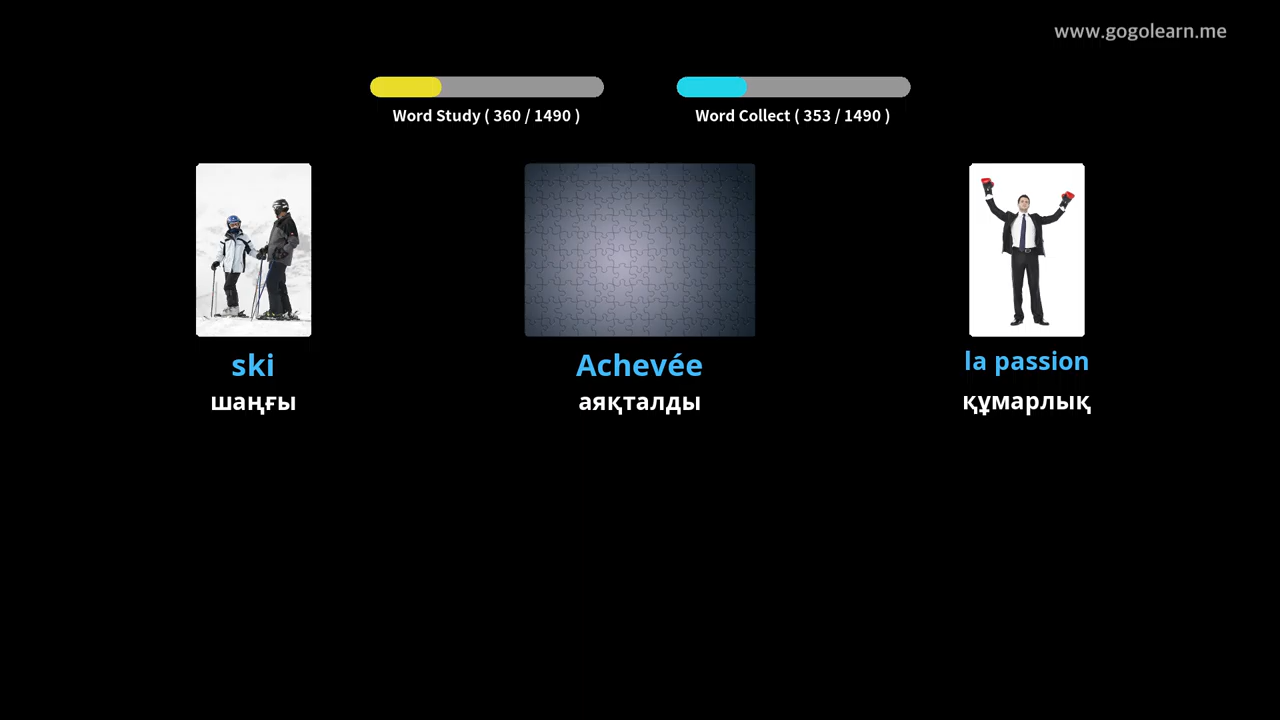 www.gogolearn.me
Word Study ( 360 / 1490 )
Word Collect ( 353 / 1490 )
ski
Achevée
la passion
шаңғы
аяқталды
құмарлық